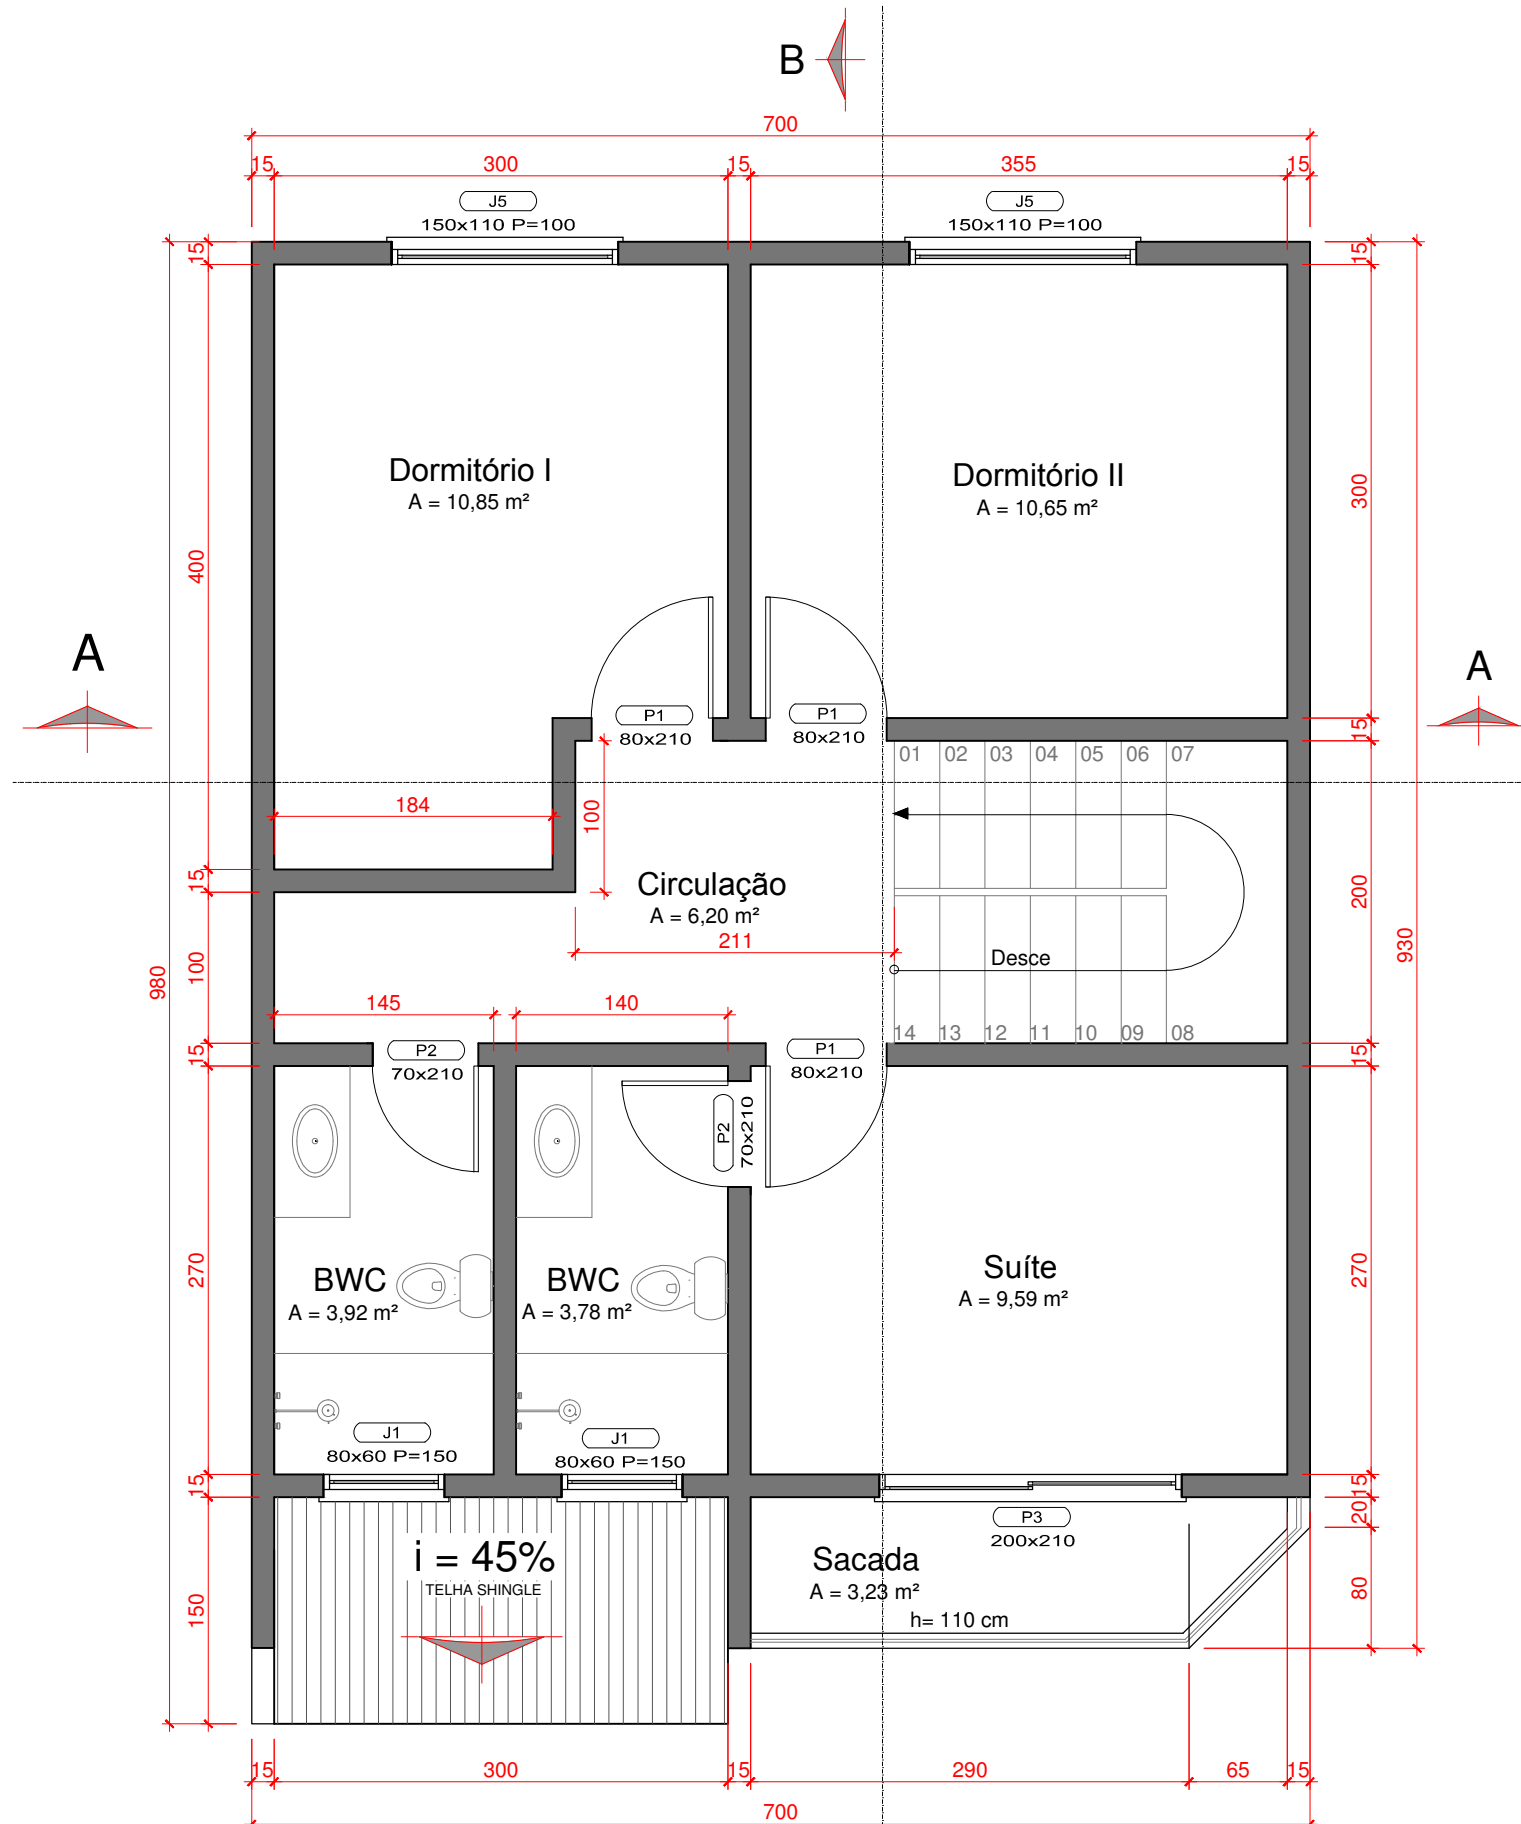 B
700
15 300 15 355 15
J5 J5
150x110 P=100 150x110 P=100
15 15
Dormitório I
A = 10,85 m²
Dormitório II
A = 10,65 m²
400 300
A A
P1 P1
80x210 80x210
15
01 02 03 04 05 06 07
184 100
15
Circulação
A = 6,20 m²
200
211
930
980
100
Desce
145 140
14 13 12 11 10 09 08
P2 P1
70x210 80x210
15 15
P2
70x210
270 270
BWC
A = 3,92 m²
BWC
A = 3,78 m²
Suíte
A = 9,59 m²
J1 J1
80x60 P=150 80x60 P=150
15 15
20
P3
200x210
i = 45%
TELHA SHINGLE
Sacada
A = 3,23 m²
h= 110 cm
150 80
15 300 15 290 65 15
700